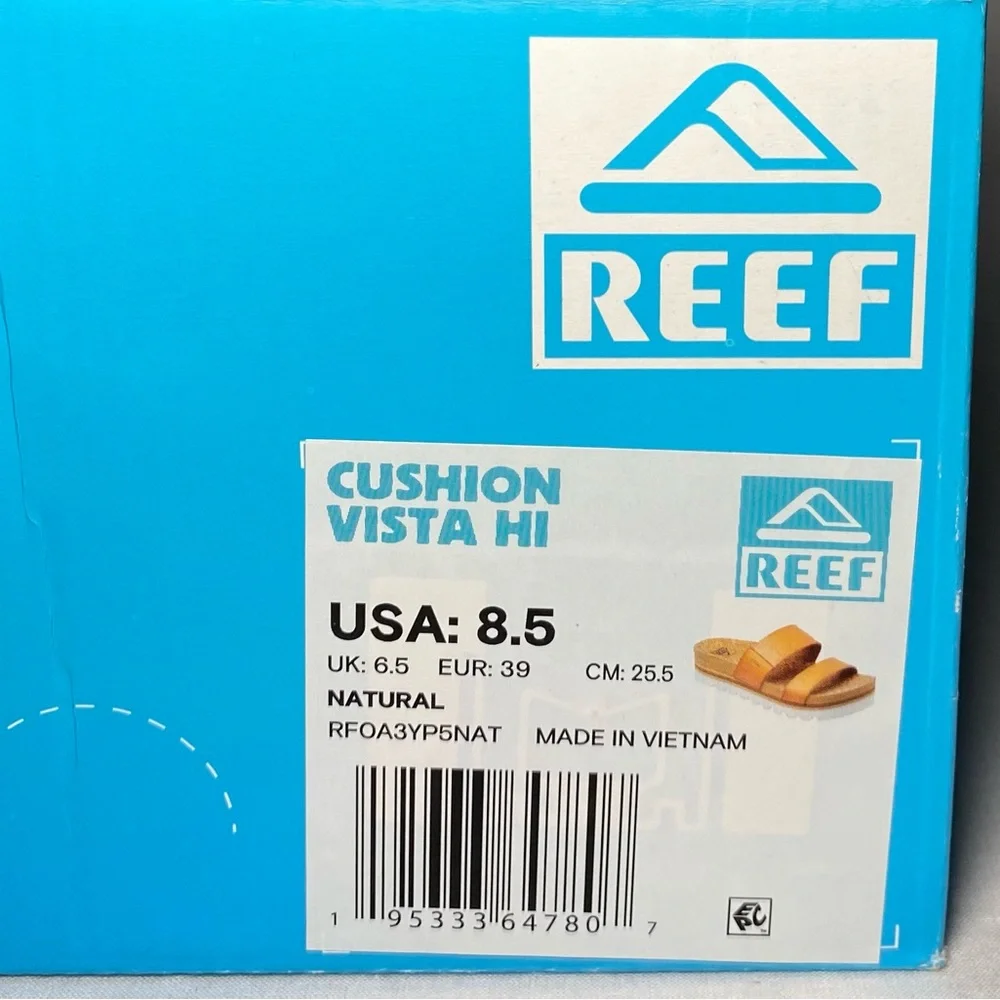 REEF
CUSHION
VISTA HI
REEF
USA: 8.5
UK: 6.5 EUR: 39 CM: 25.5
NATURAL
RFOA3YP5NAT MADE IN VIETNAM
1 95333 64780 7
EPC